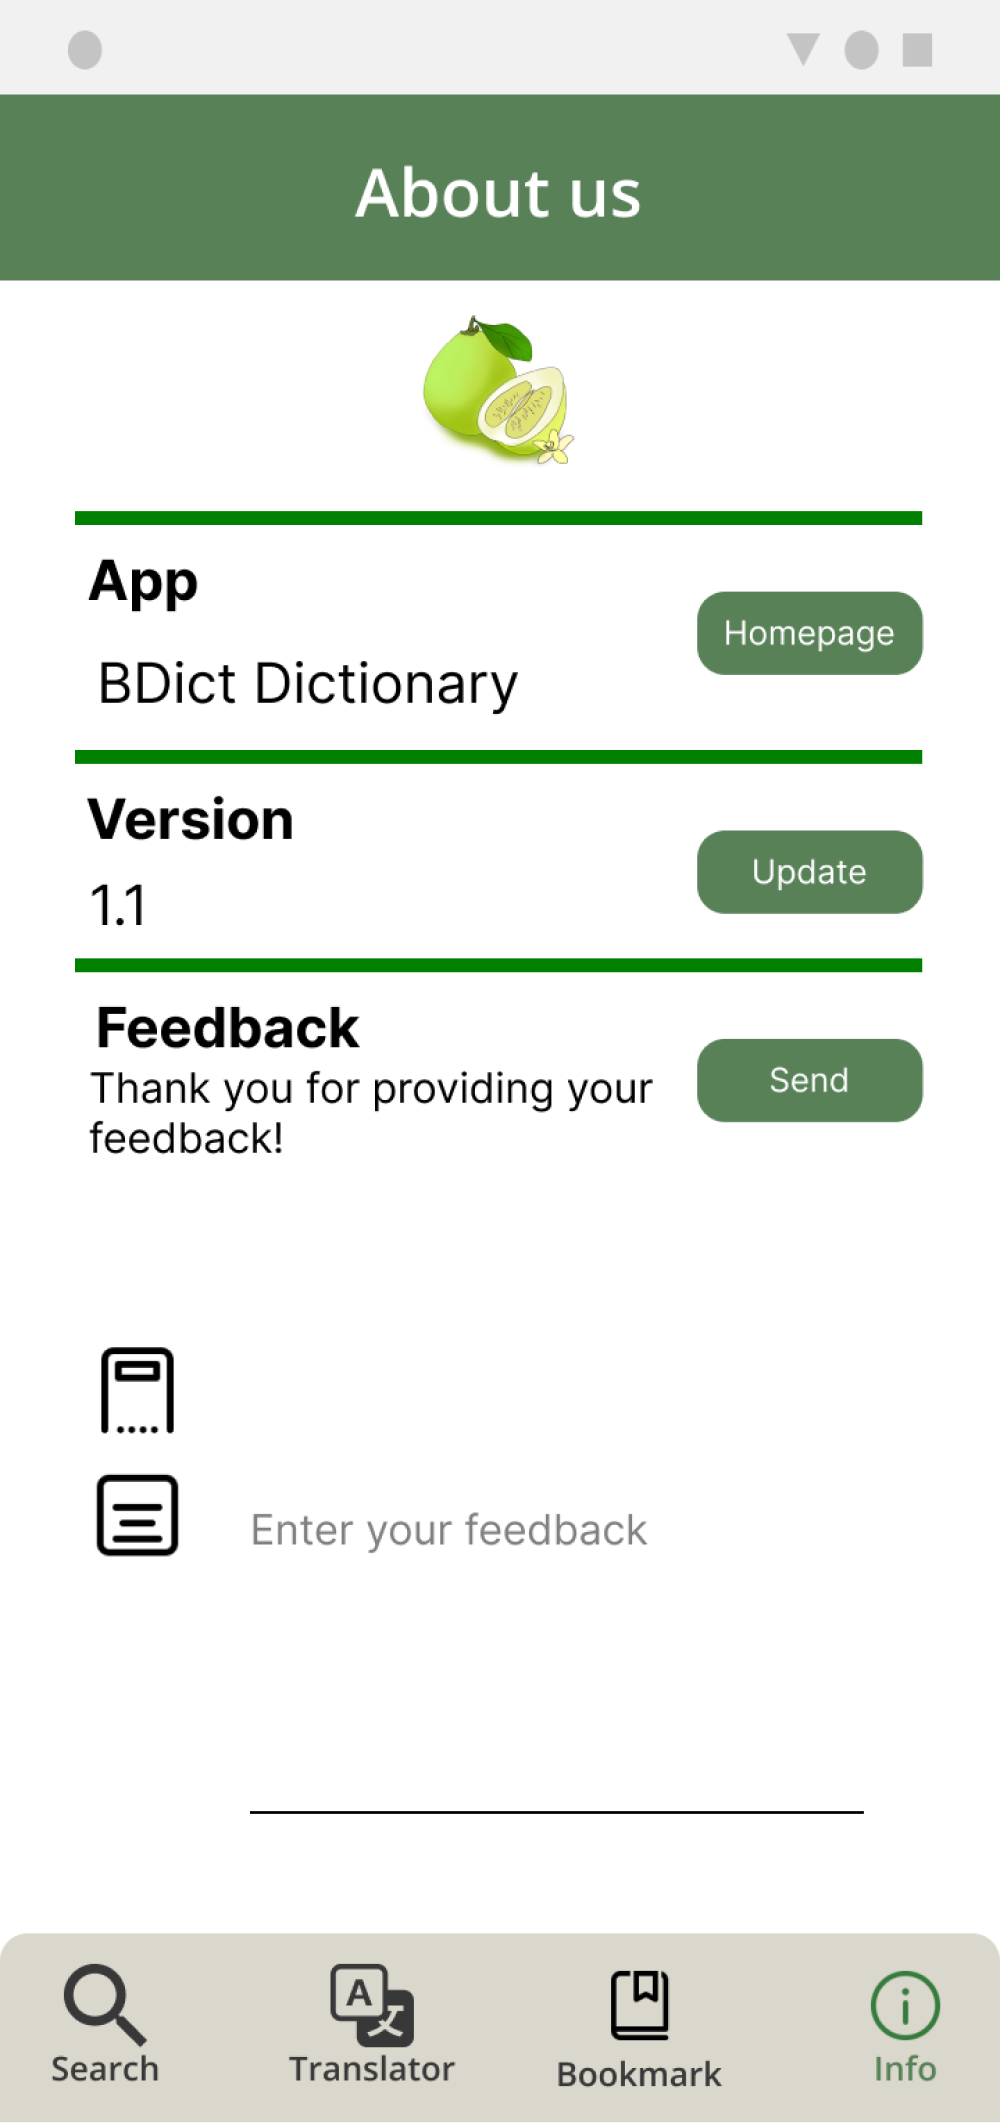 About us
App
Homepage
BDict Dictionary
Version
Update
1.1
Feedback
Thank you for providing your
feedback!
Send
Enter your feedback
A 文
Search
Translator
Bookmark
Info